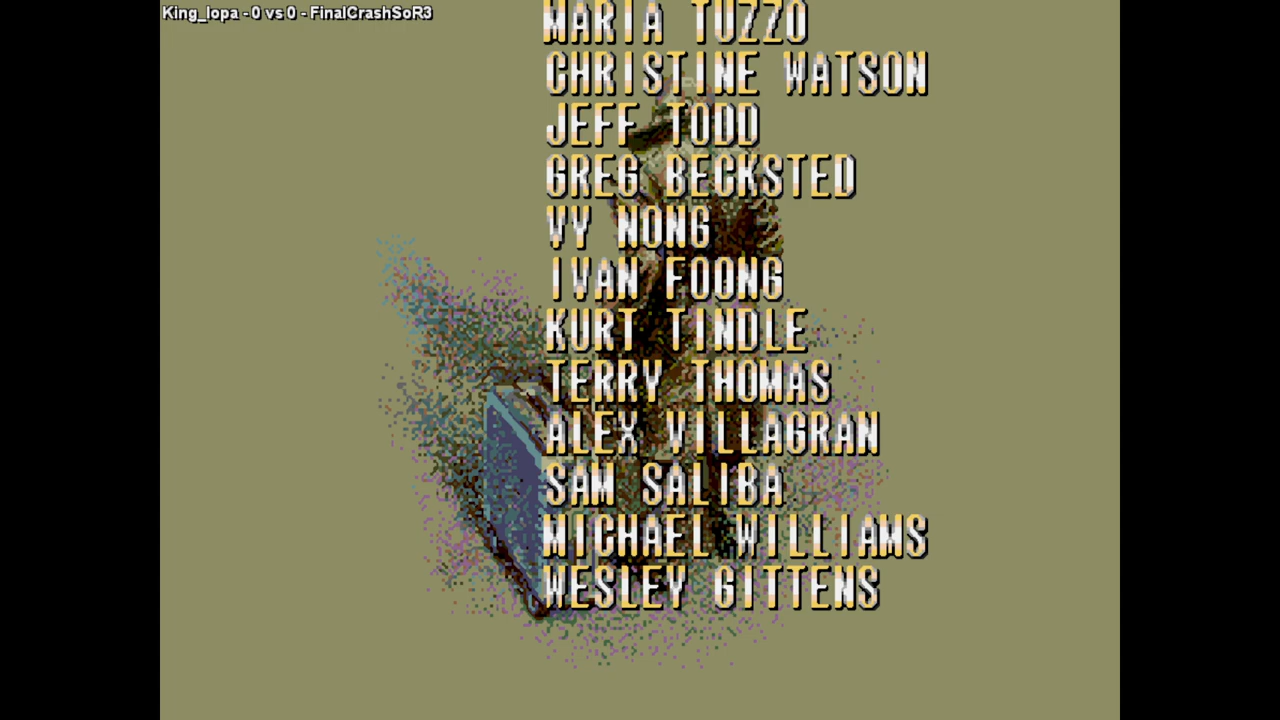 King_lopa - 0 vs 0 - FinalCrashSoR3
MARIA TUZZO
CHRISTINE WATSON
JEFF TODD
GREG BECKSTED
VY NONG
IVAN FOONG
KURT TINDLE
TERRY THOMAS
ALEX VILLAGRAN
SAM SALIBA
MICHAEL WILLIAMS
WESLEY GITTENS